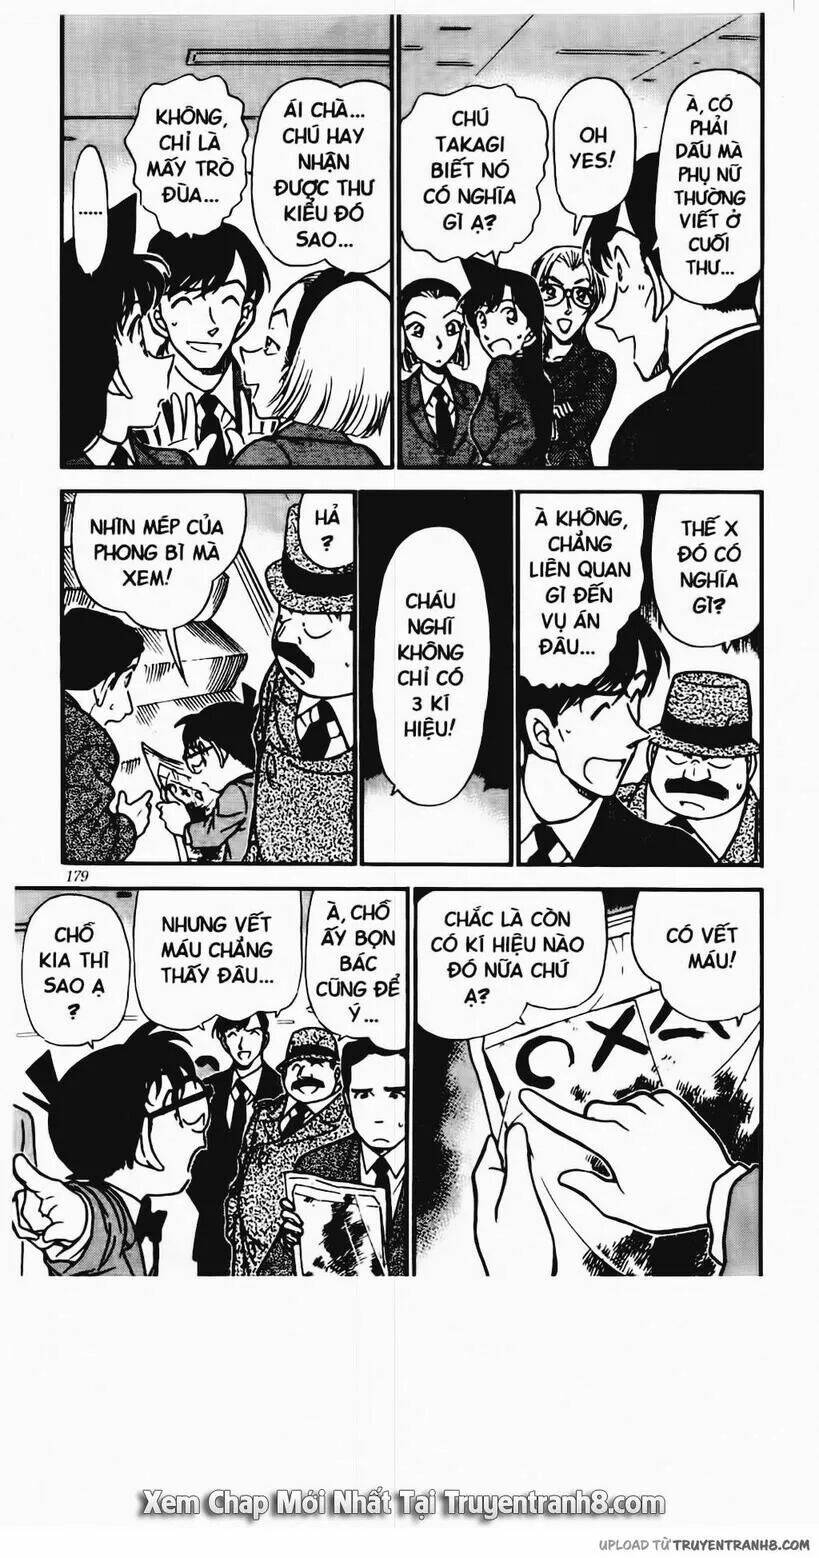 À, CÓ
PHẢI
DẤU MÀ
PHỤ NỮ
THƯỜNG
VIẾT Ở
CUỐI
THƯ...
OH
YES!
CHÚ
TAKAGI
BIẾT NÓ
CÓ NGHĨA
GÌ Ạ?
ÁI CHÀ...
CHÚ HAY
NHẬN
ĐƯỢC THƯ
KIỂU ĐÓ
SAO...
KHÔNG,
CHỈ LÀ
MẤY TRÒ
ĐÙA...
......
THẾ X
ĐÓ CÓ
NGHĨA
GÌ?
À KHÔNG,
CHẲNG
LIÊN QUAN
GÌ ĐẾN
VỤ ÁN
ĐÂU...
CHÁU
NGHĨ
KHÔNG
CHỈ CÓ
3 KÍ
HIỆU!
HẢ
?
NHÌN MÉP CỦA
PHONG BÌ MÀ
XEM!
179
CÓ VẾT
MÁU!
CHẮC LÀ CÒN
CÓ KÍ HIỆU NÀO
ĐÓ NỮA CHỨ
Ạ?
À, CHỖ
ẤY BỌN
BÁC
CŨNG ĐỂ
Ý...
NHƯNG VẾT
MÁU CHẲNG
THẤY ĐÂU...
CHỖ
KIA THÌ
SAO Ạ
?
Xem Chap Mới Nhất Tại Truyentranh8.com
UPLOAD TỪ TRUYENTRANH8.COM